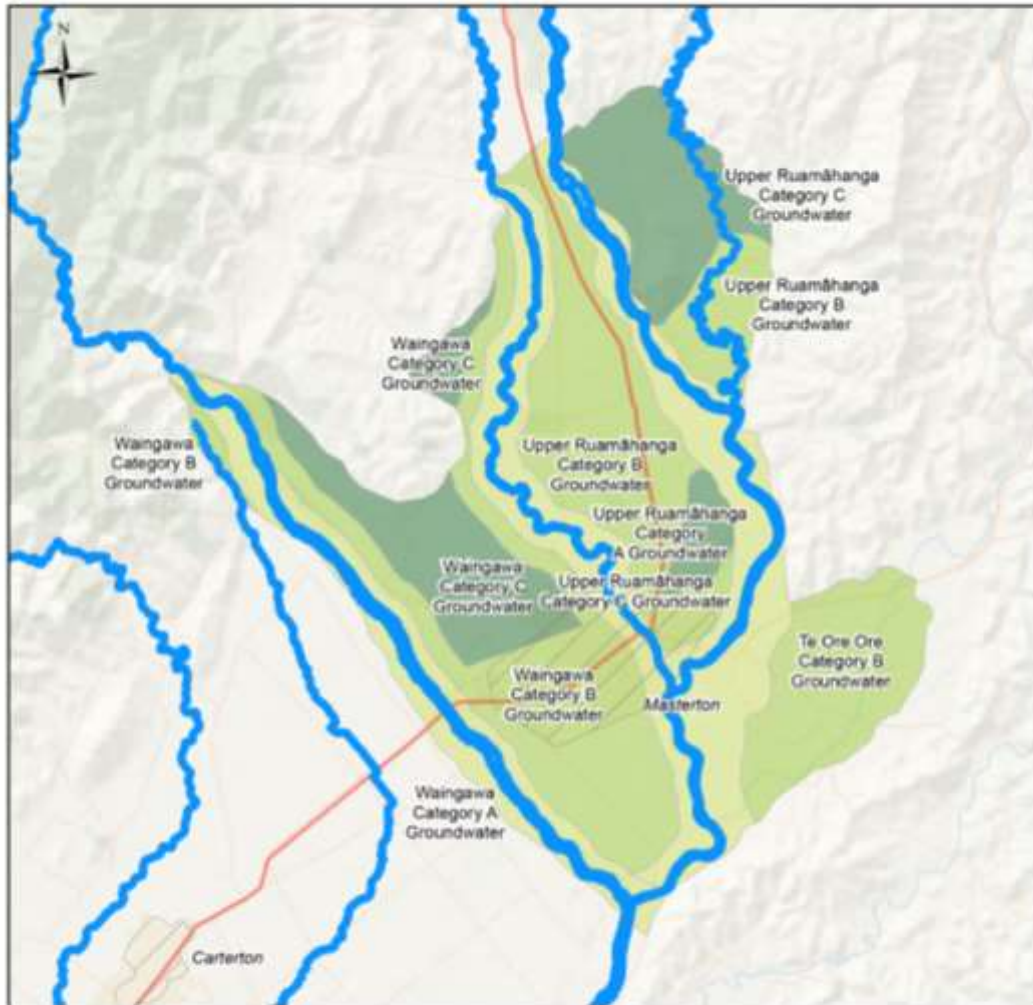 N
Upper Ruamāhanga
Category C
Groundwater
Upper Ruamāhanga
Category B
Groundwater
Waingawa
Category C
Groundwater
Waingawa
Category B
Groundwater
Upper Ruamāhanga
Category B
Groundwater
Upper Ruamāhanga
Category
A Groundwater
Waingawa
Category C
Groundwater
Upper Ruamāhanga
Category C Groundwater
Te Ore Ore
Category B
Groundwater
Waingawa
Category B
Groundwater
Masterton
Waingawa
Category A
Groundwater
Carterton